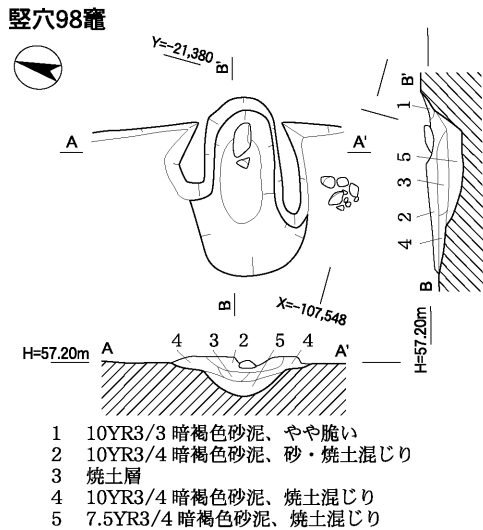 竪穴98竈
Y=-21,380
B'
A
A'
B
X=-107,548
B'
1
5
3
2
4
B
H=57.20m
H=57.20m
A
4 3 2 5 4
A'
1 10YR3/3 暗褐色砂泥、やや脆い
2 10YR3/4 暗褐色砂泥、砂・焼土混じり
3 焼土層
4 10YR3/4 暗褐色砂泥、焼土混じり
5 7.5YR3/4 暗褐色砂泥、焼土混じり